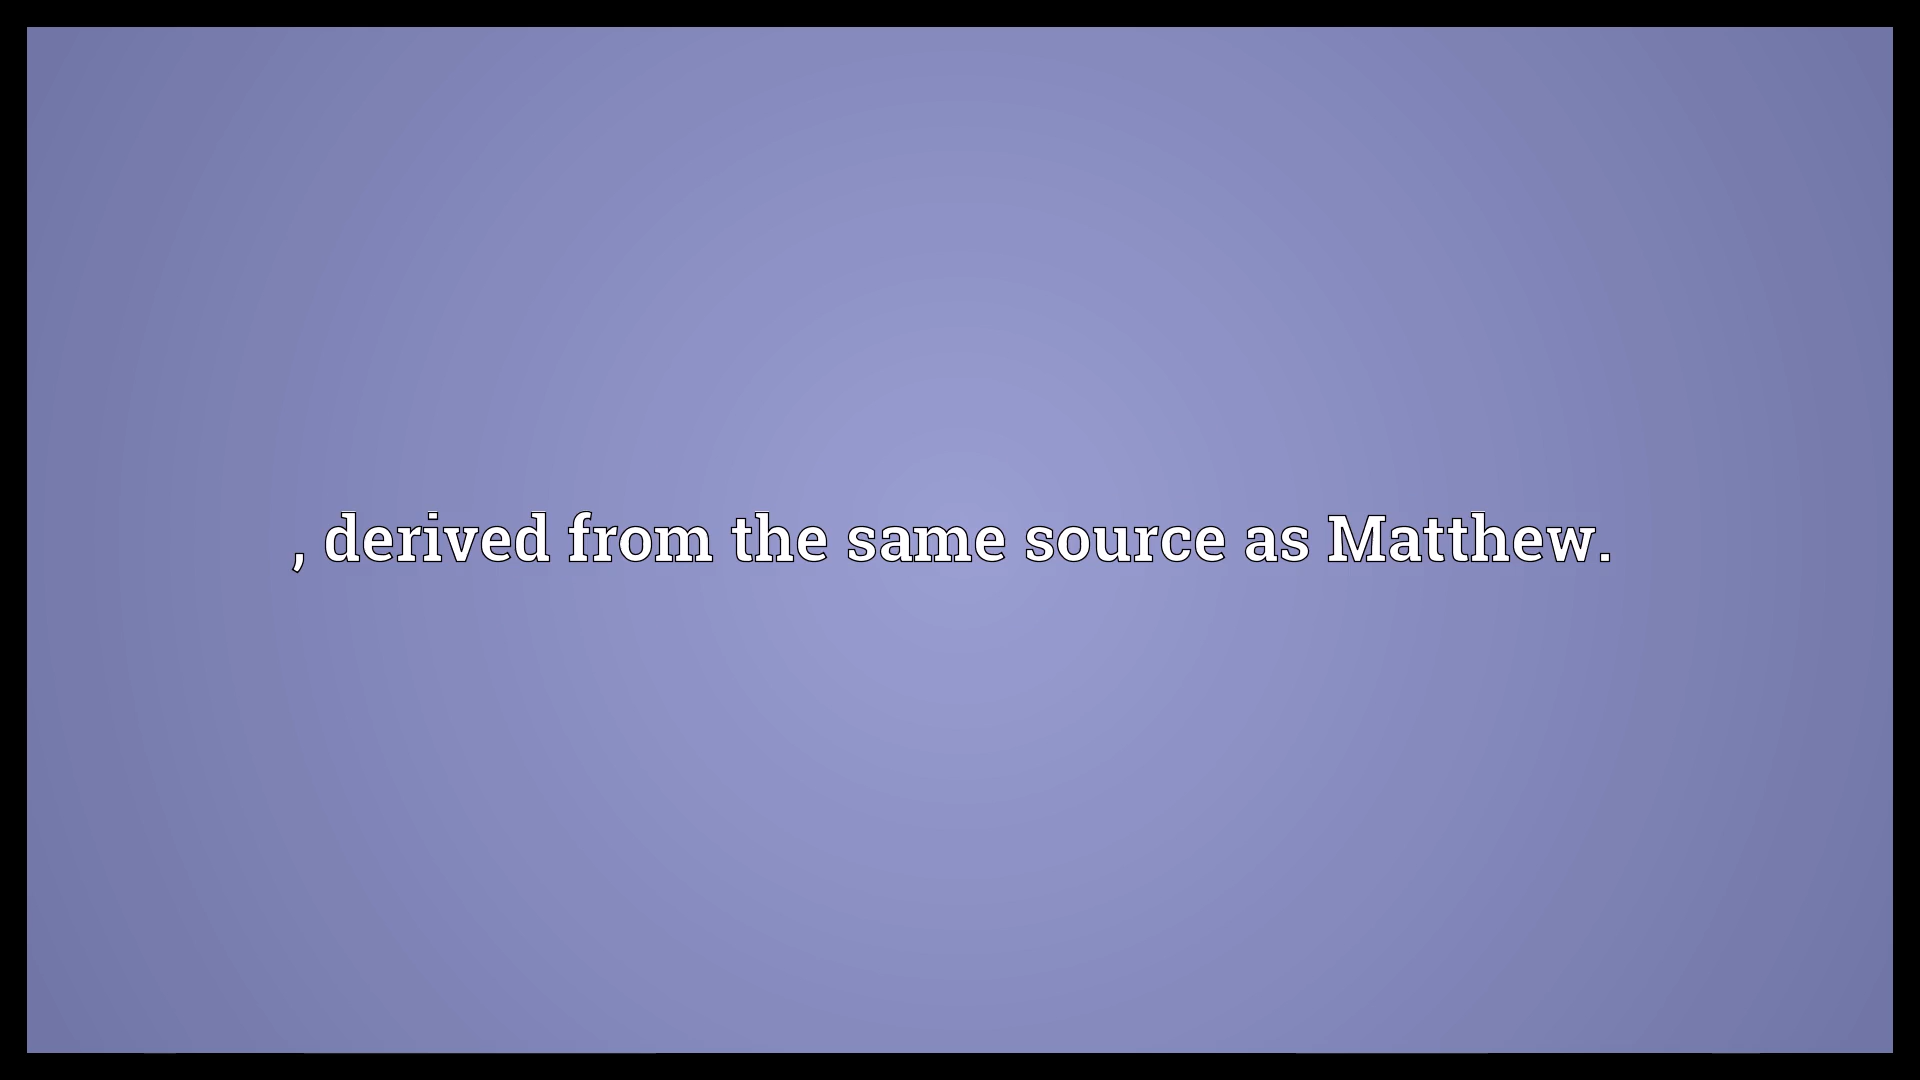 , derived from the same source as Matthew.